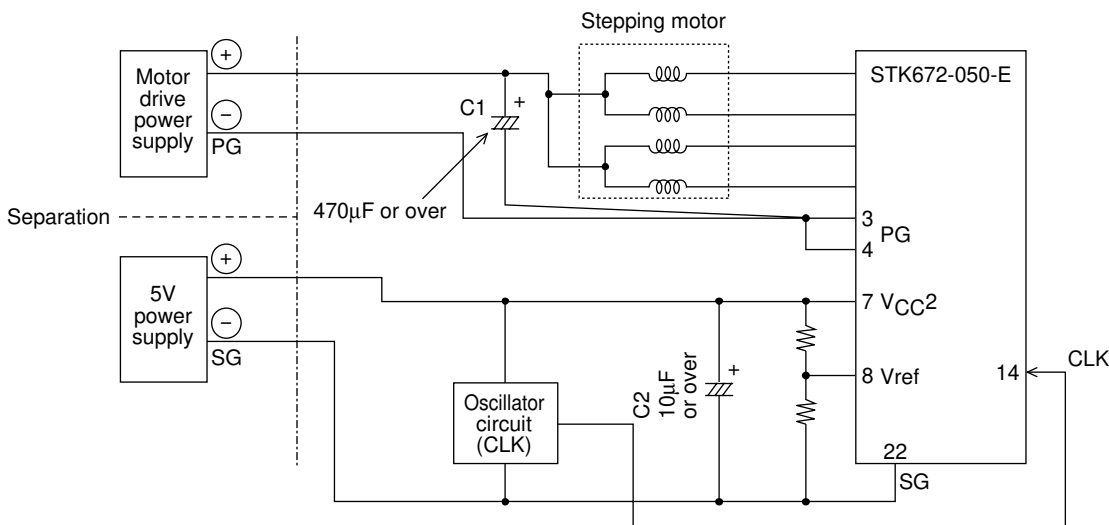 Stepping motor
Motor
drive
power
supply
+
−
PG
C1
+
470μF or over
STK672-050-E
3
PG
4
Separation
5V
power
supply
+
−
SG
7 VCC2
8 Vref
14
CLK
Oscillator
circuit
(CLK)
C2
10μF
or over
+
22
SG